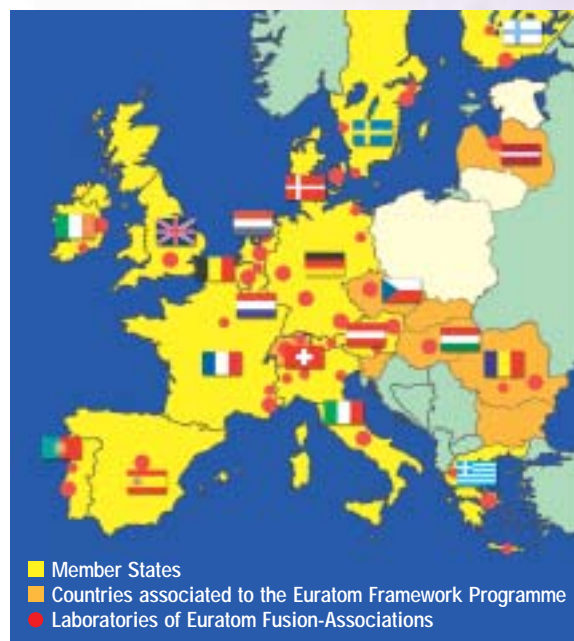 Member States
Countries associated to the Euratom Framework Programme
Laboratories of Euratom Fusion-Associations